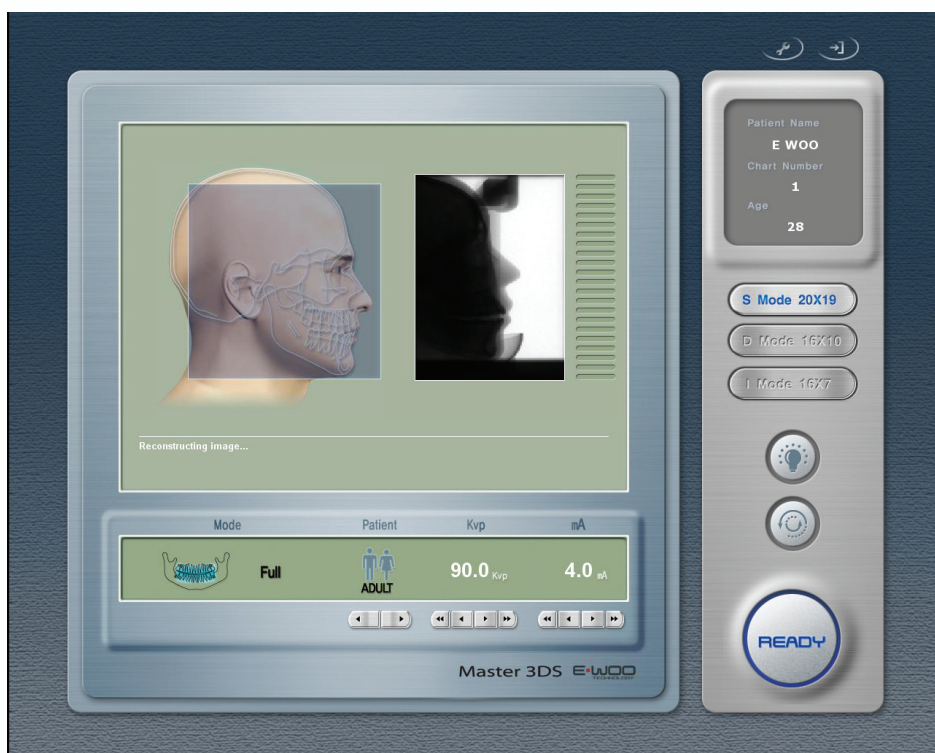 Patient Name
E WOO
Chart Number
1
Age
28
S Mode 20X19
D Mode 16X10
I Mode 16X7
Reconstructing image...
Mode Patient Kvp mA
Full ADULT 90.0 Kvp 4.0 mA
READY
Master 3DS E-WOO
TECHNOLOGY